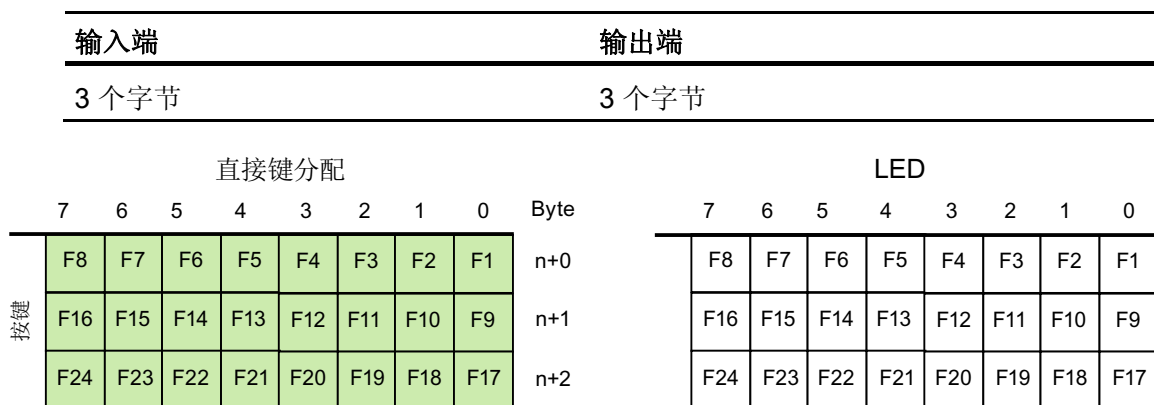 输入端 输出端
3 个字节 3 个字节
直接键分配 LED
7 6 5 4 3 2 1 0 Byte 7 6 5 4 3 2 1 0
F8 F7 F6 F5 F4 F3 F2 F1 n+0 F8 F7 F6 F5 F4 F3 F2 F1
按键
F16 F15 F14 F13 F12 F11 F10 F9 n+1 F16 F15 F14 F13 F12 F11 F10 F9
F24 F23 F22 F21 F20 F19 F18 F17 n+2 F24 F23 F22 F21 F20 F19 F18 F17